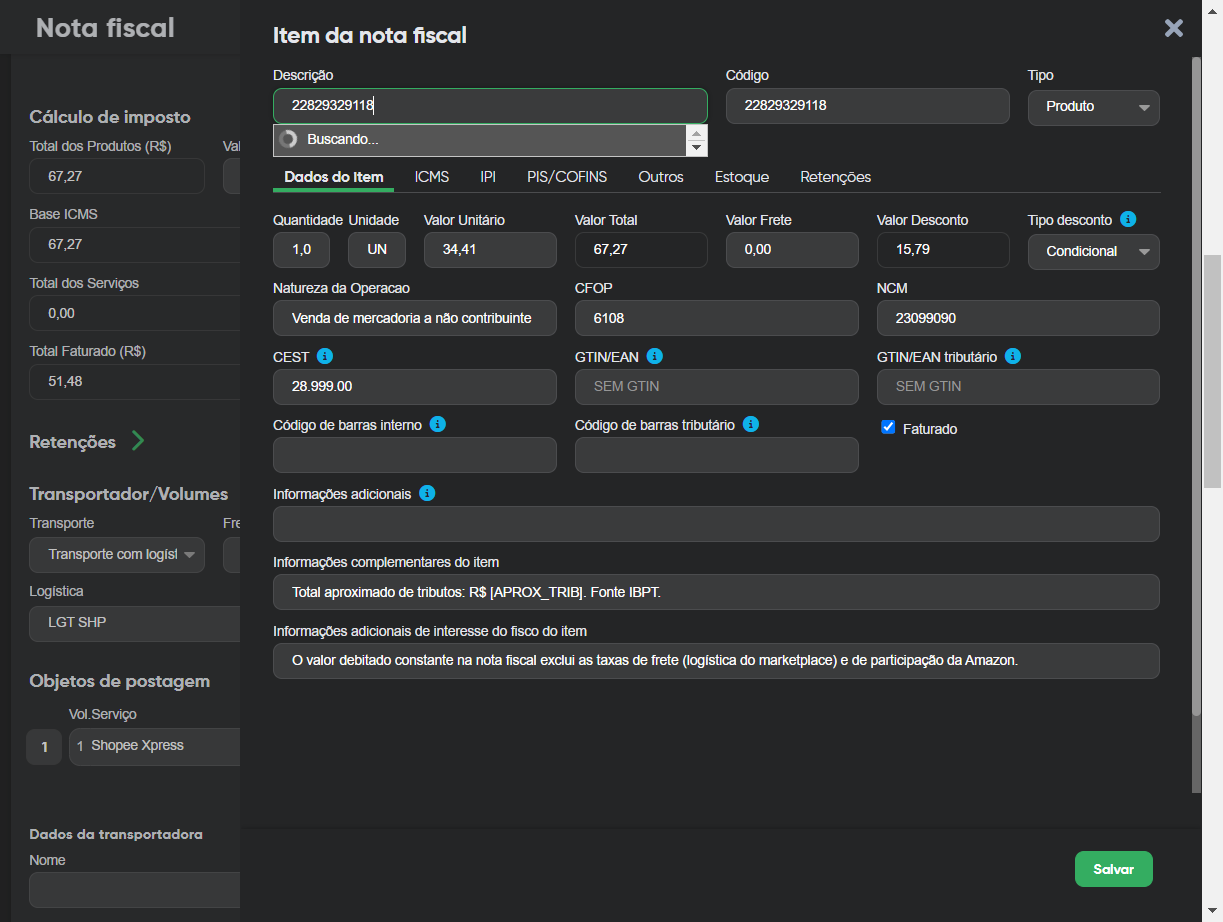 Nota fiscal
Cálculo de imposto
Total dos Produtos (R$)
Val
67,27
Base ICMS
67,27
Total dos Serviços
0,00
Total Faturado (R$)
51,48
Retenções
Transportador/Volumes
Transporte
Fre
Transporte com logíst
Logística
LGT SHP
Objetos de postagem
Vol.Serviço
1
1 Shopee Xpress
Dados da transportadora
Nome
Item da nota fiscal
Descrição
Código
Tipo
22829329118
22829329118
Produto
Buscando...
Dados do Item ICMS IPI PIS/COFINS Outros Estoque Retenções
Quantidade Unidade Valor Unitário Valor Total Valor Frete Valor Desconto Tipo desconto
1,0 UN 34,41 67,27 0,00 15,79 Condicional
Natureza da Operacao CFOP NCM
Venda de mercadoria a não contribuinte 6108 23099090
CEST GTIN/EAN GTIN/EAN tributário
28.999.00 SEM GTIN SEM GTIN
Código de barras interno Código de barras tributário
Faturado
Informações adicionais
Informações complementares do item
Total aproximado de tributos: R$ [APROX_TRIB]. Fonte IBPT.
Informações adicionais de interesse do fisco do item
O valor debitado constante na nota fiscal exclui as taxas de frete (logística do marketplace) e de participação da Amazon.
Salvar